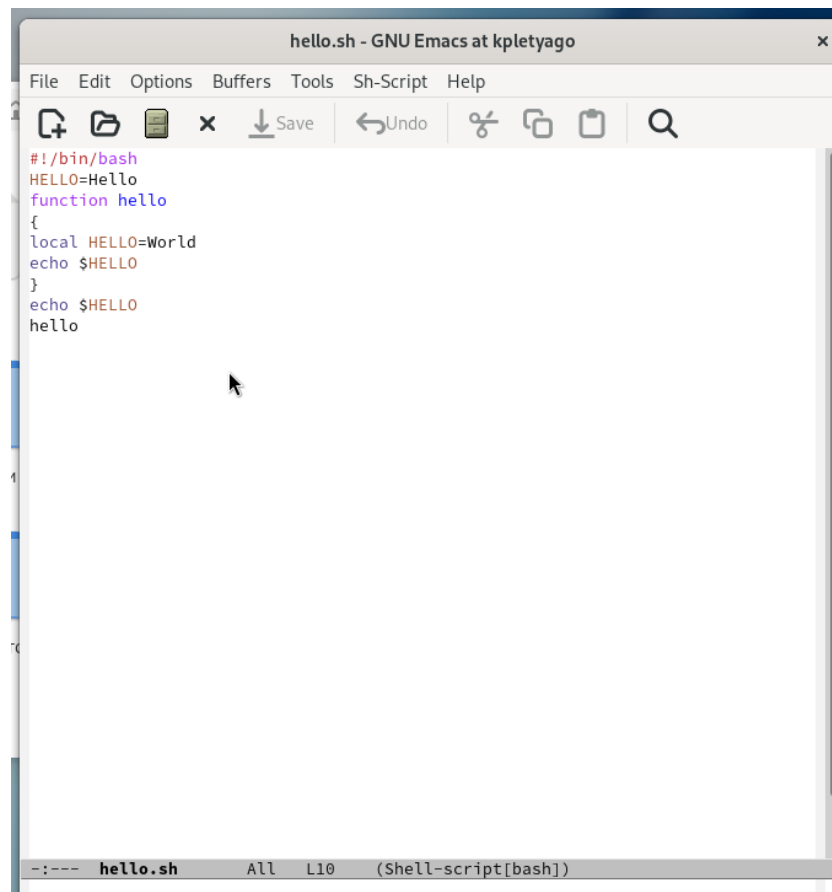 hello.sh - GNU Emacs at kpletyago ×
File Edit Options Buffers Tools Sh-Script Help
Save Undo
#!/bin/bash
HELLO=Hello
function hello
{
local HELLO=World
echo $HELLO
}
echo $HELLO
hello
-:--- hello.sh All L10 (Shell-script[bash])